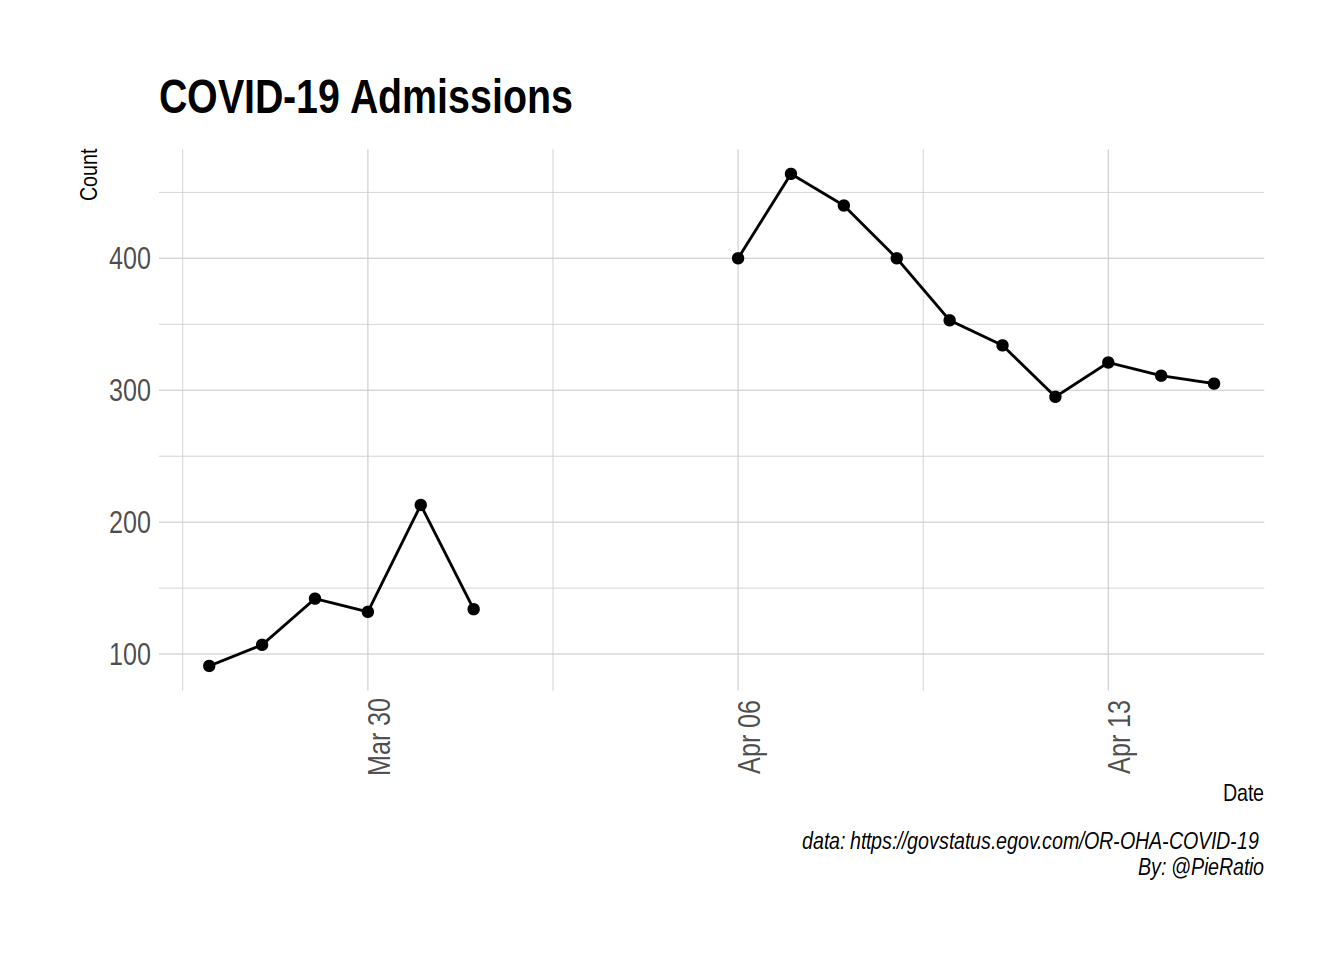 COVID-19 Admissions
Count
400
300
200
100
Mar 30
Apr 06
Apr 13
Date
data: https://govstatus.egov.com/OR-OHA-COVID-19
By: @PieRatio